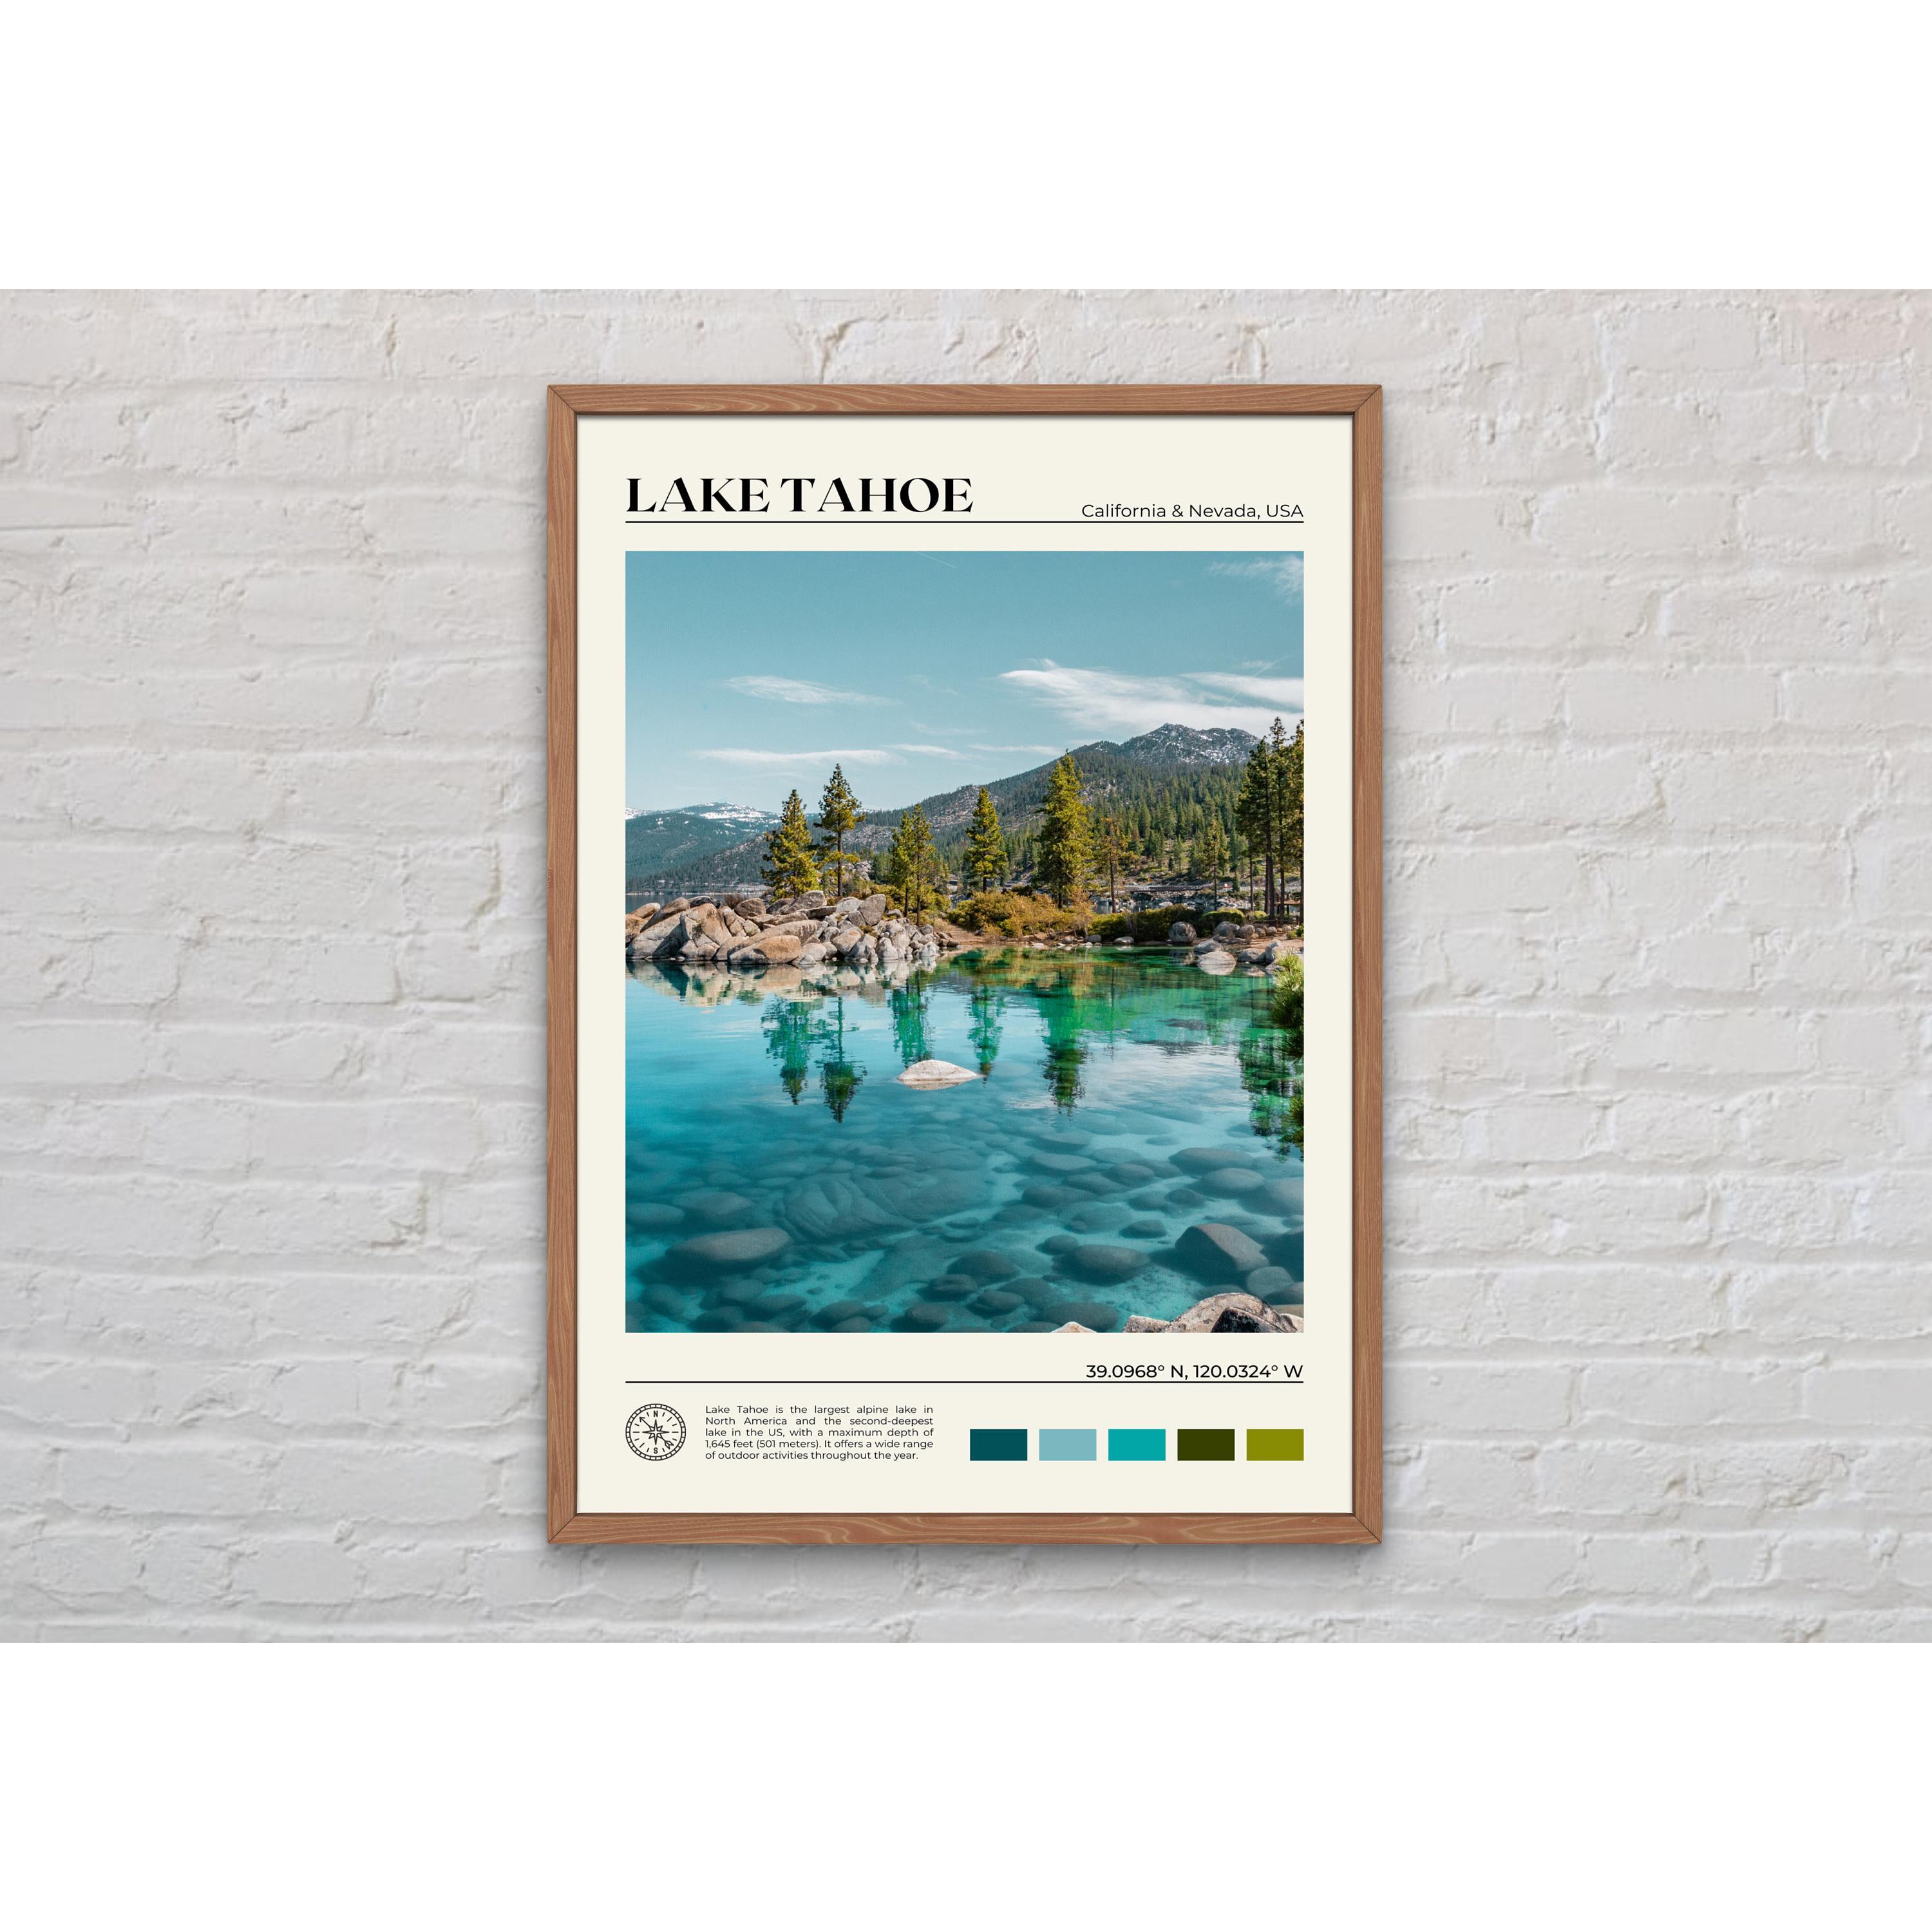 LAKE TAHOE
California & Nevada, USA
39.0968° N, 120.0324° W
N
S
Lake Tahoe is the largest alpine lake in
North America and the second-deepest
lake in the US, with a maximum depth of
1,645 feet (501 meters). It offers a wide range
of outdoor activities throughout the year.